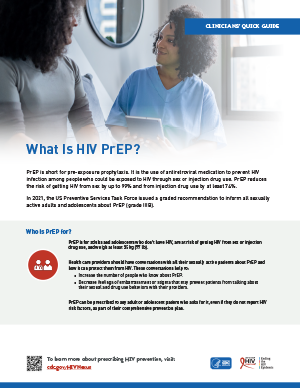 CLINICIANS' QUICK GUIDE
What Is HIV PrEP?
PrEP is short for pre-exposure prophylaxis. It is the use of antiretroviral medication to prevent HIV
infection among people who could be exposed to HIV through sex or injection drug use. PrEP reduces
the risk of getting HIV from sex by up to 99% and from injection drug use by at least 74%.
In 2021, the US Preventive Services Task Force issued a graded recommendation to inform all sexually
active adults and adolescents about PrEP (grade IIIB).
Who Is PrEP for?
PrEP is for adults and adolescents who don't have HIV, are at risk of getting HIV from sex or injection
drug use, and weigh at least 35 kg (77 lb).
Health care providers should have conversations with all their sexually active patients about PrEP and
how it can protect them from HIV. These conversations help to:
• Increase the number of people who know about PrEP.
• Decrease feelings of embarrassment or stigma that may prevent patients from talking about
their sexual and drug use behaviors with their providers.
PrEP can be prescribed to any adult or adolescent patients who asks for it, even if they do not report HIV
risk factors, as part of their comprehensive prevention plan.
To learn more about prescribing HIV prevention, visit
cdc.gov/HIVNexus
CDC
HIV
Ending
the
HIV
Epidemic